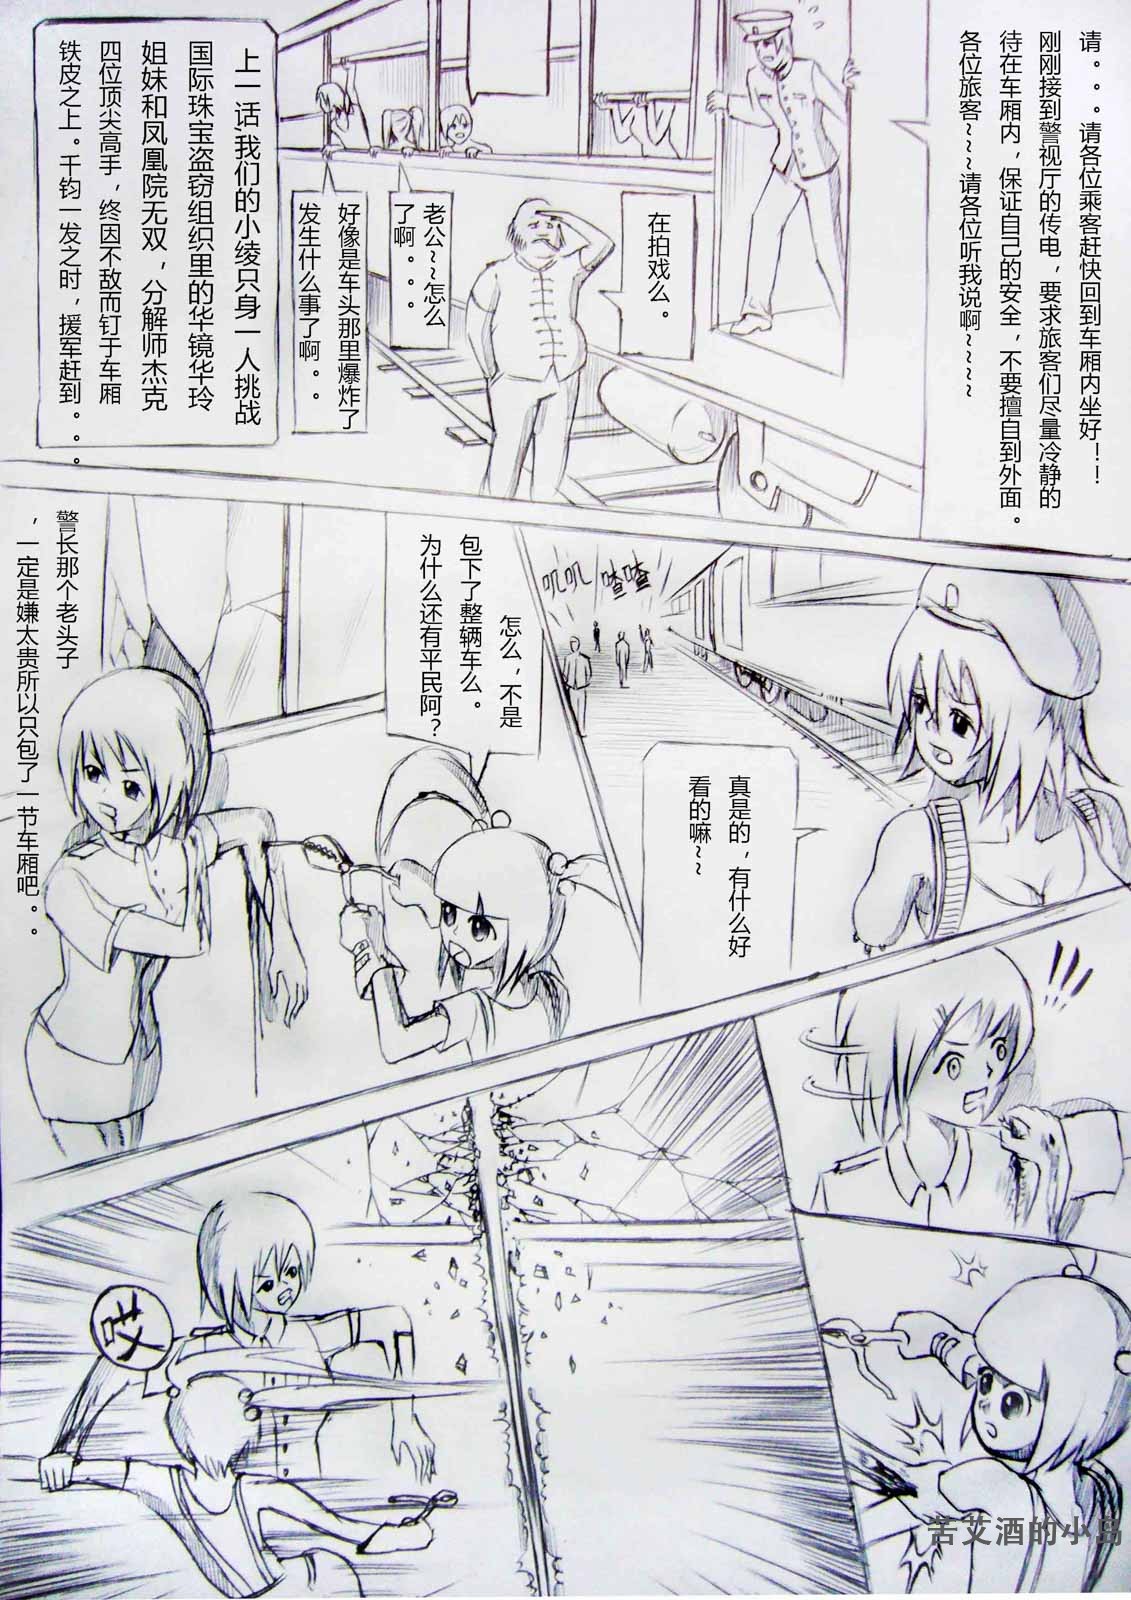 请。。。请各位乘客赶快回到车厢内坐好！！
刚刚接到警视厅的传电，要求旅客们尽量冷静的
待在车厢内，保证自己的安全，不要擅自到外面。
各位旅客~~~请各位听我说啊~~~~~
在拍戏么。
老公~~怎么
了啊。。。
好像是车头那里爆炸了
发生什么事了啊。。
上一话,我们的小绫只身一人挑战
国际珠宝盗窃组织里的华镜华玲
姐妹和凤凰院无双，分解师杰克
四位顶尖高手，终因不敌而钉于车厢
铁皮之上。千钧一发之时，援军赶到。。。
叽叽
喳喳
真是的，有什么好
看的嘛~~
怎么，不是
包下了整辆车么。
为什么还有平民阿？
警长那个老头子
，一定是嫌太贵所以只包了一节车厢吧。。
哎
苦艾酒的小鸟